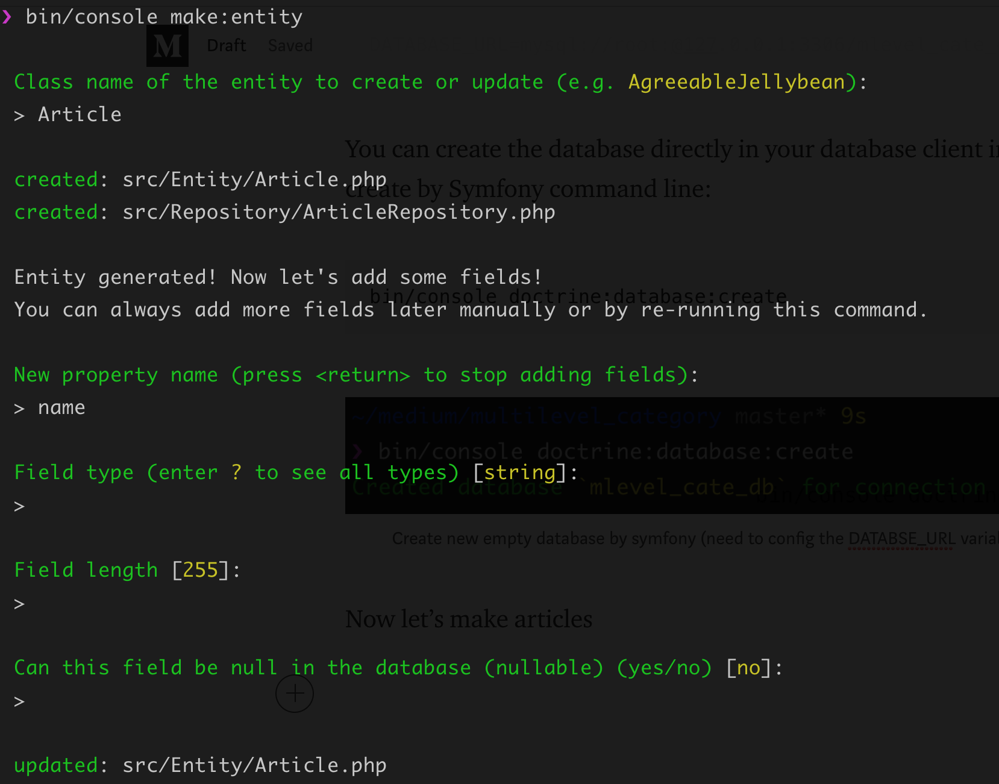 ❯ bin/console make:entity
M Draft Saved
Class name of the entity to create or update (e.g. AgreeableJellybean):
> Article
You can create the database directly in your database client
created: src/Entity/Article.php
create by Symfony command line:
created: src/Repository/ArticleRepository.php
Entity generated! Now let's add some fields!
bin/console doctrine:database:create
You can always add more fields later manually or by re-running this command.
New property name (press <return> to stop adding fields):
> name
~/medium/multilevel_category master* 9s
❯ bin/console doctrine:database:create
Field type (enter ? to see all types) [string]:
Created database `mlevel_cate_db` for connection
>
Create new empty database by symfony (need to config the DATABSE_URL
Field length [255]:
>
Now let’s make articles
Can this field be null in the database (nullable) (yes/no) [no]:
>
updated: src/Entity/Article.php